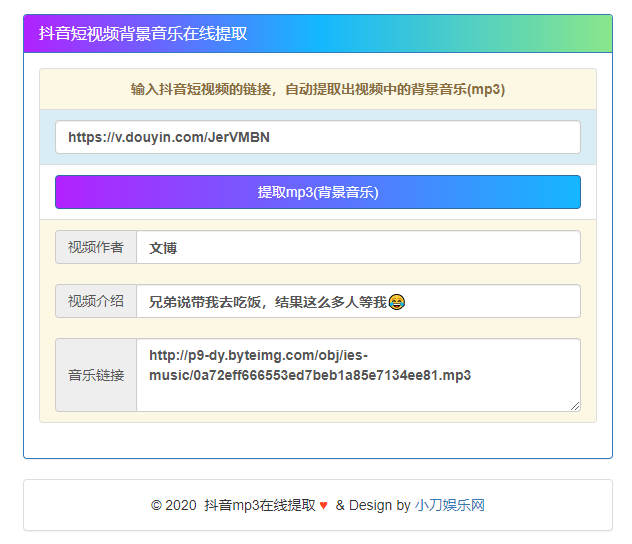 抖音短视频背景音乐在线提取
输入抖音短视频的链接，自动提取出视频中的背景音乐(mp3)
https://v.douyin.com/JerVMBN
提取mp3(背景音乐)
视频作者 文博
视频介绍 兄弟说带我去吃饭，结果这么多人等我😂
音乐链接 http://p9-dy.byteimg.com/obj/ies-
music/0a72eff666553ed7beb1a85e7134ee81.mp3
© 2020 抖音mp3在线提取 ♥ & Design by 小刀娱乐网